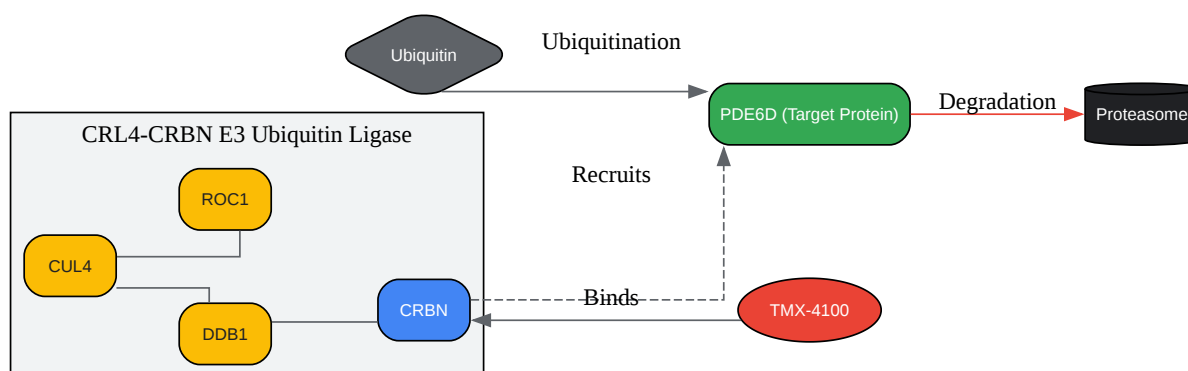 Ubiquitin
Ubiquitination
PDE6D (Target Protein)
Degradation
Proteasome
CRL4-CRBN E3 Ubiquitin Ligase
Recruits
ROC1
CUL4
CRBN
Binds
TMX-4100
DDB1